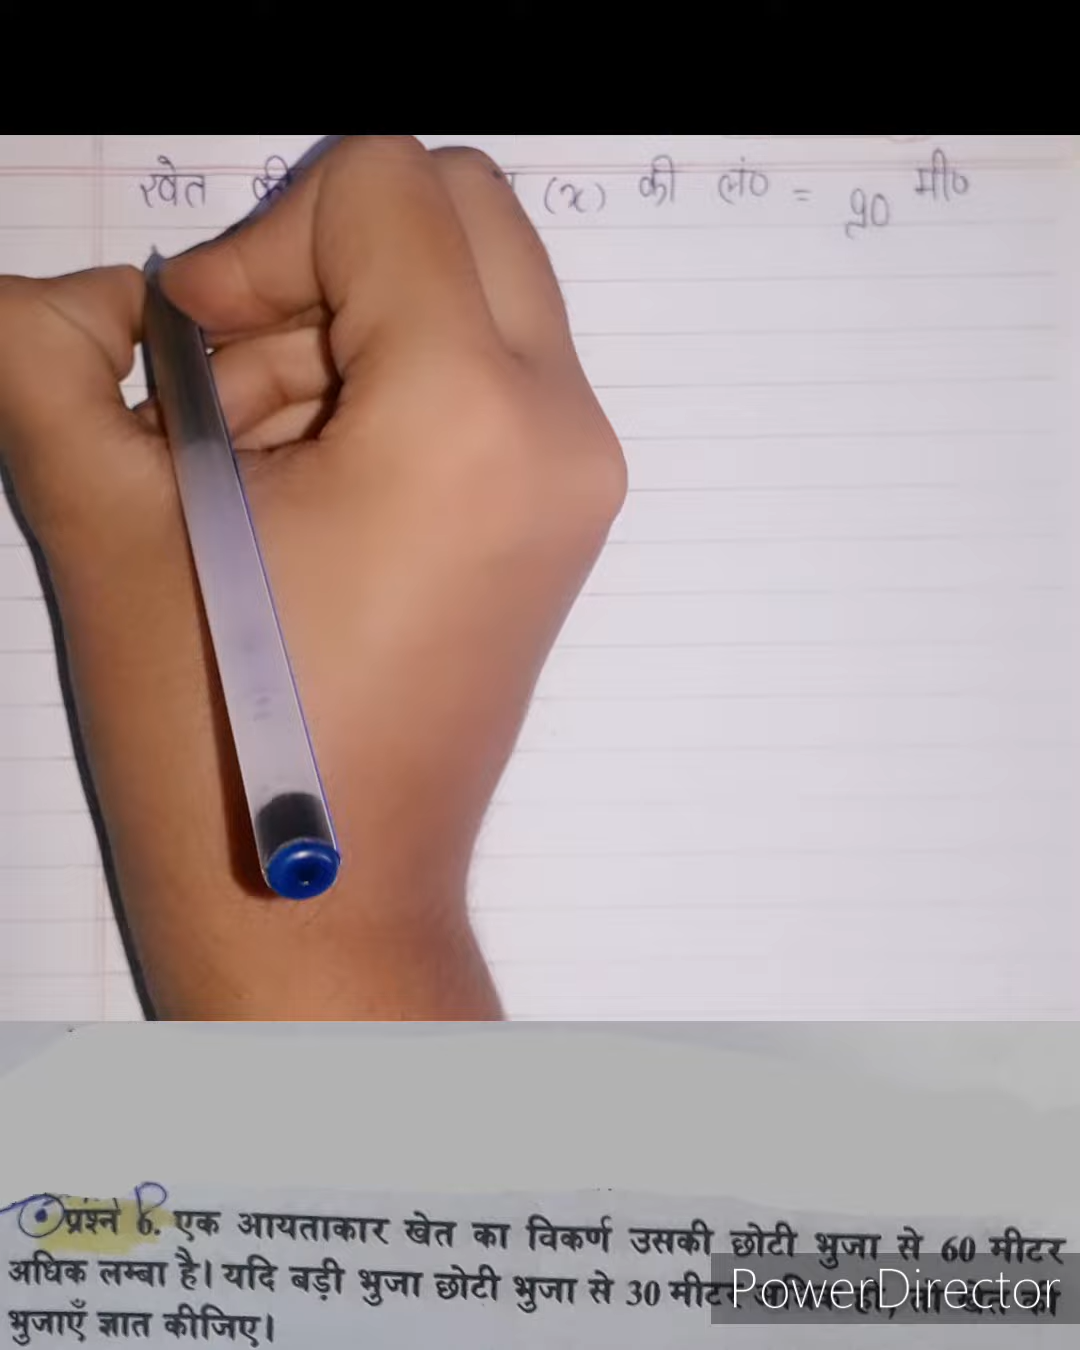 खेत की (x) की लं० = 90 मी०
प्रश्न 6. एक आयताकार खेत का विकर्ण उसकी छोटी भुजा से 60 मीटर
अधिक लम्बा है। यदि बड़ी भुजा छोटी भुजा से 30 मीटर
भुजाएँ ज्ञात कीजिए।
PowerDirector